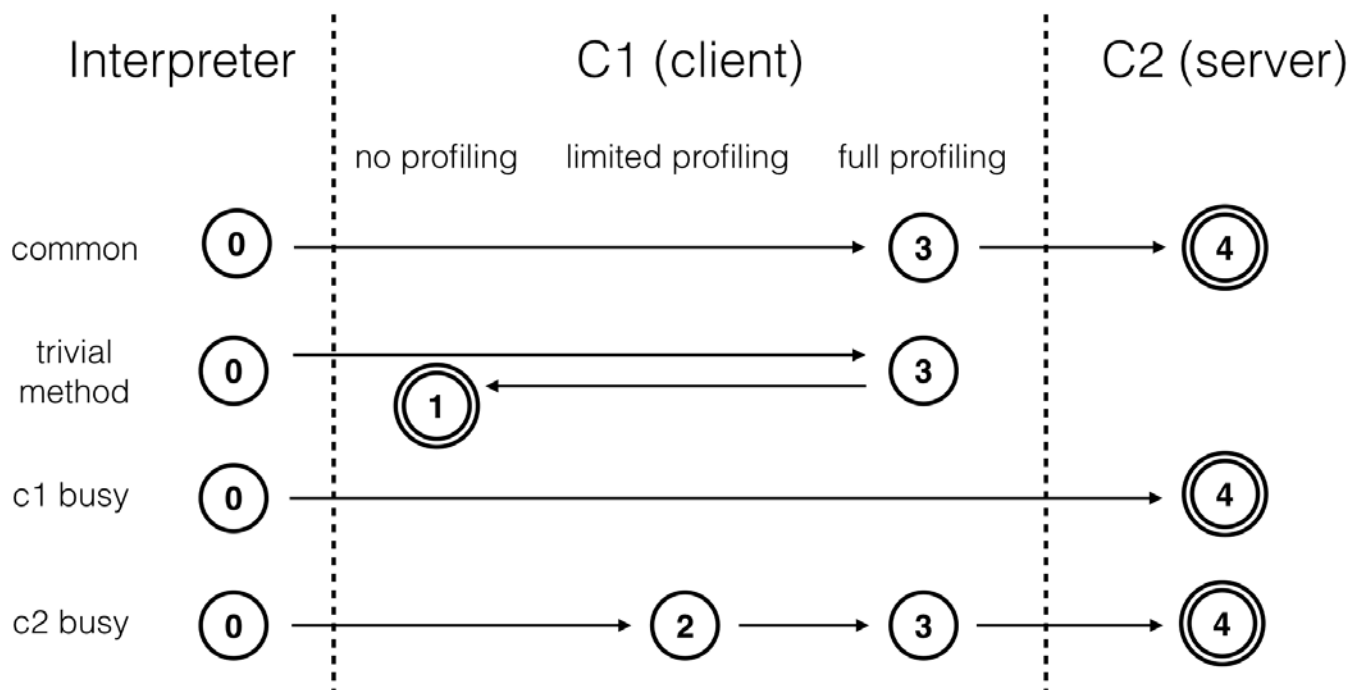 Interpreter C1 (client) C2 (server)
no profiling limited profiling full profiling
common 0 3 4
trivial
method 0 3
1
c1 busy 0 4
c2 busy 0 2 3 4